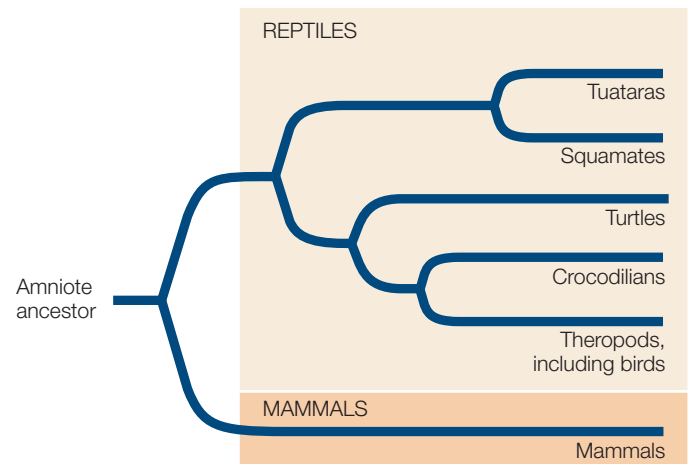 REPTILES
Tuataras
Squamates
Turtles
Crocodilians
Amniote
ancestor
Theropods,
including birds
MAMMALS
Mammals